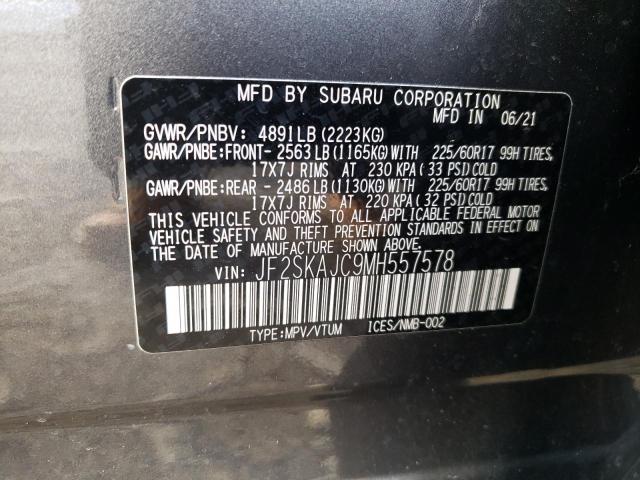 MFD BY SUBARU CORPORATION
MFD IN 06/21
GVWR/PNBV: 4891LB (2223KG)
GAWR/PNBE:FRONT- 2563LB (1165KG)WITH 225/60R17 99H TIRES,
17X7J RIMS AT 230 KPA (33 PSI)COLD
GAWR/PNBE:REAR - 2486LB (1130KG)WITH 225/60R17 99H TIRES,
17X7J RIMS AT 220 KPA (32 PSI)COLD
THIS VEHICLE CONFORMS TO ALL APPLICABLE FEDERAL MOTOR
VEHICLE SAFETY AND THEFT PREVENTION STANDARDS IN EFFECT ON
THE DATE OF MANUFACTURE SHOWN ABOVE.
VIN: JF2SKAJC9MH557578
TYPE:MPV/VTUM ICES/NMB-002